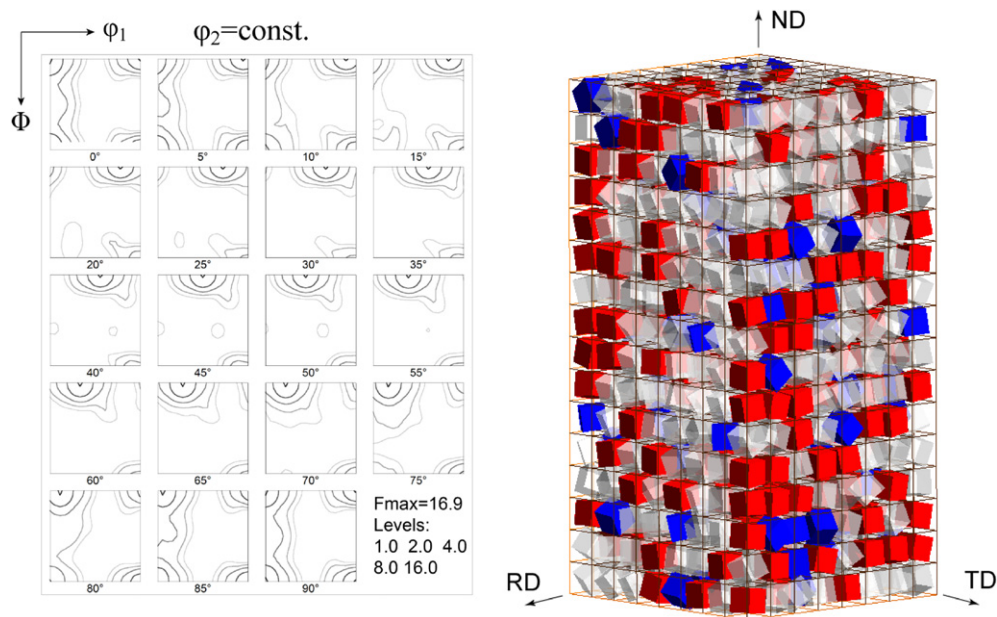 φ1 φ2=const.
Φ
0° 5° 10° 15°
20° 25° 30° 35°
40° 45° 50° 55°
60° 65° 70° 75°
Fmax=16.9
Levels:
1.0 2.0 4.0
8.0 16.0
80° 85° 90°
ND
RD
TD